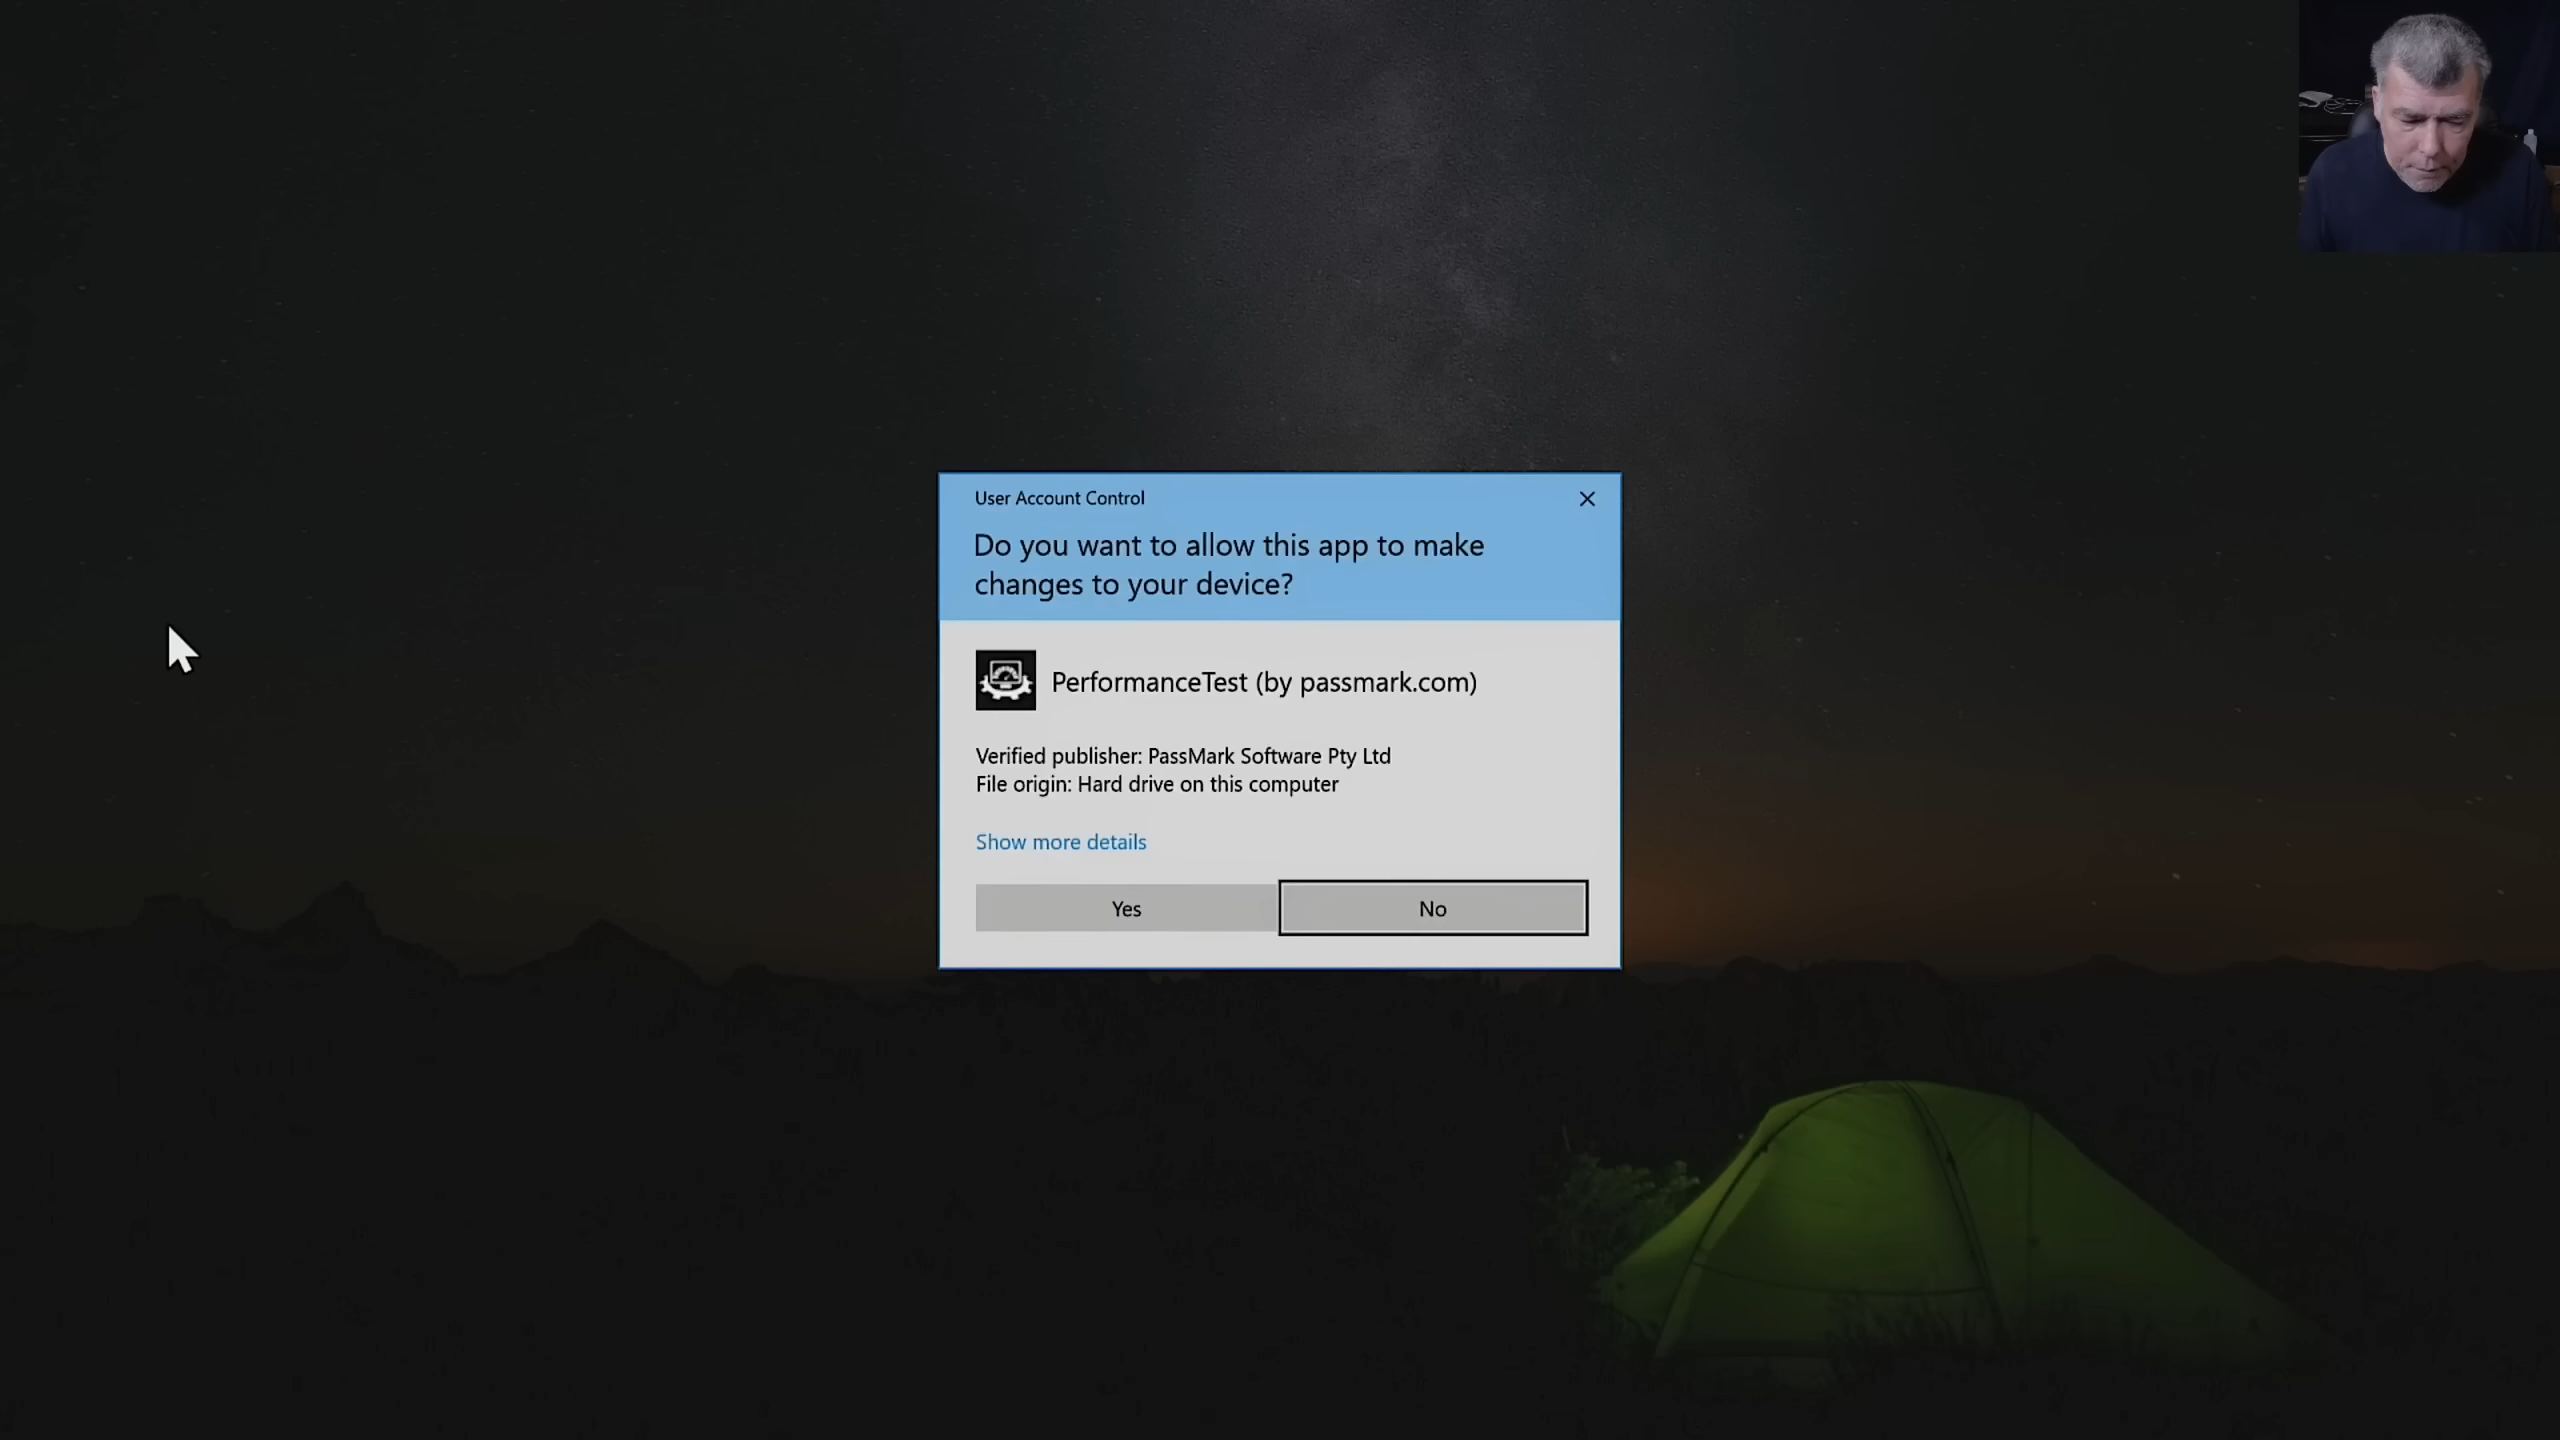 User Account Control
Do you want to allow this app to make
changes to your device?
PerformanceTest (by passmark.com)
Verified publisher: PassMark Software Pty Ltd
File origin: Hard drive on this computer
Show more details
Yes
No